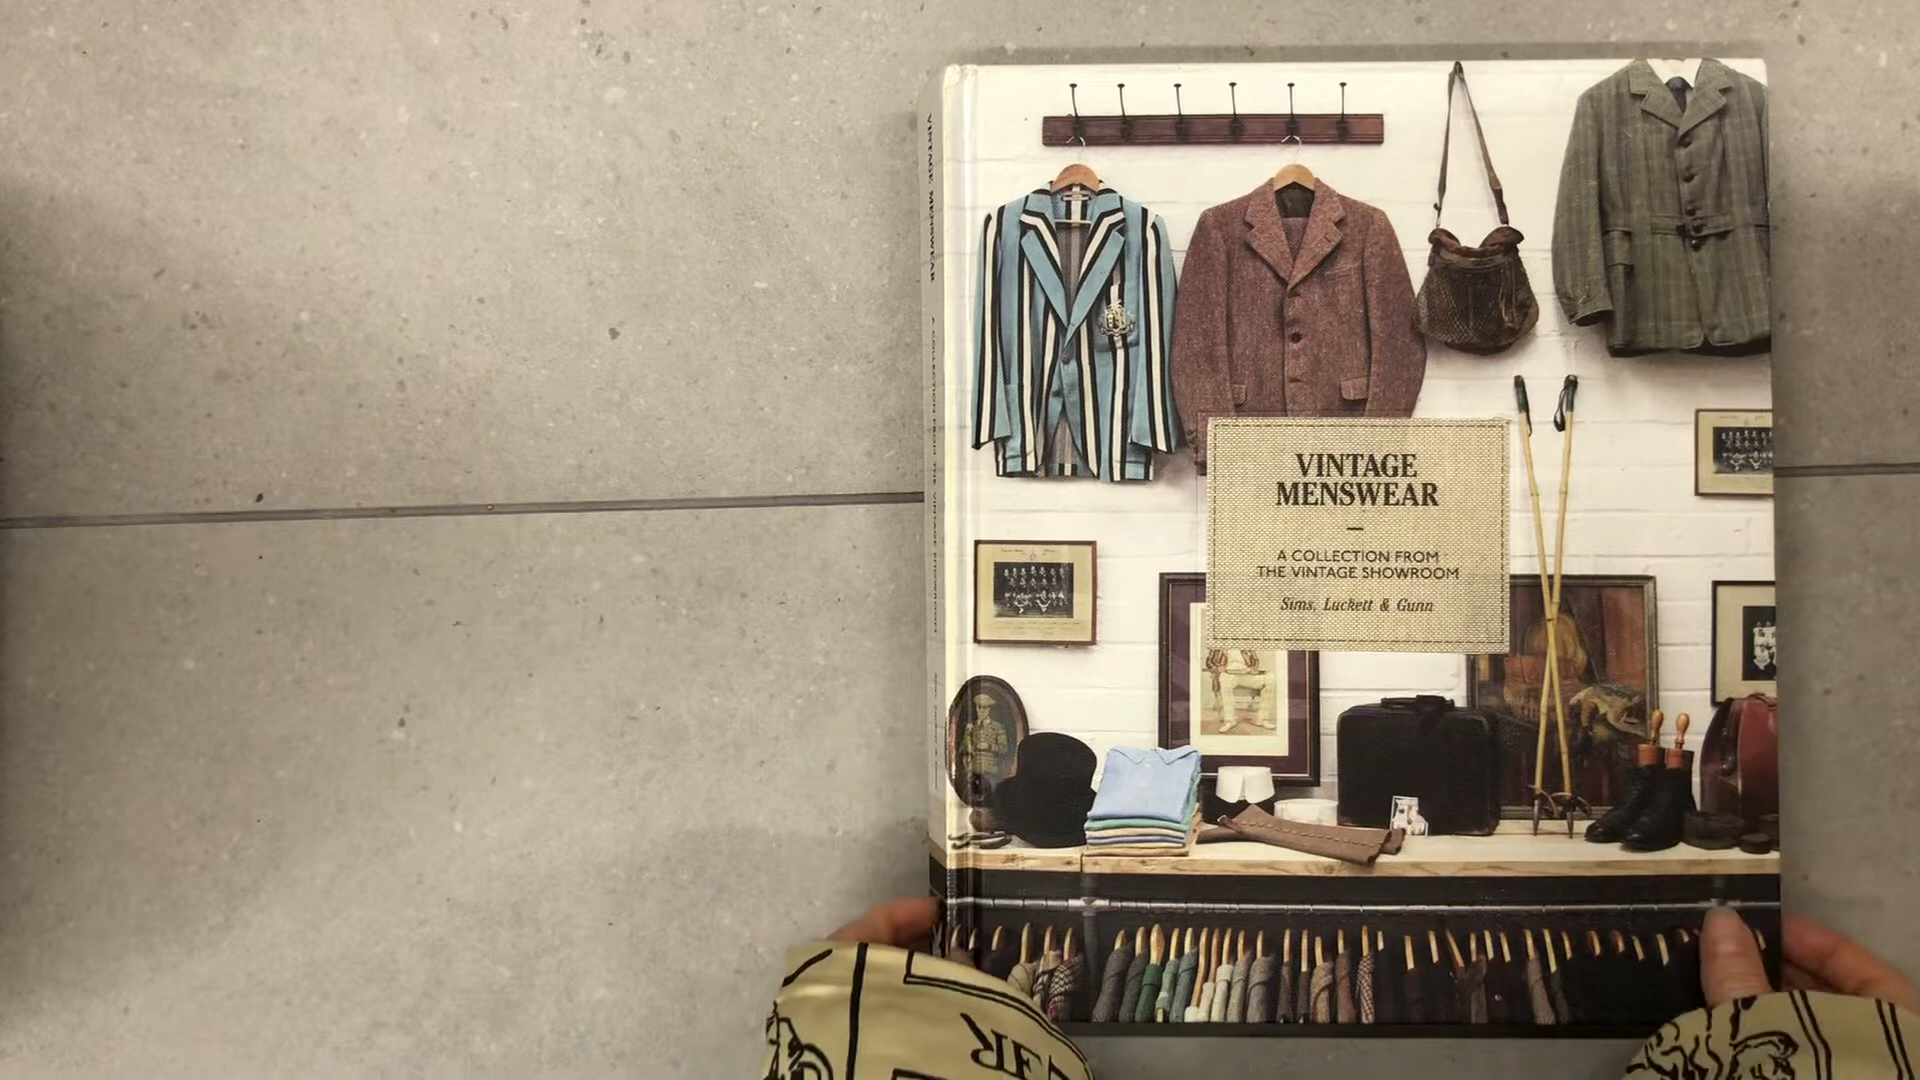 VINTAGE
MENSWEAR
A COLLECTION FROM
THE VINTAGE SHOWROOM
Sims, Luckett & Gunn
VINTAGE MENSWEAR A COLLECTION FROM THE VINTAGE SHOWROOM